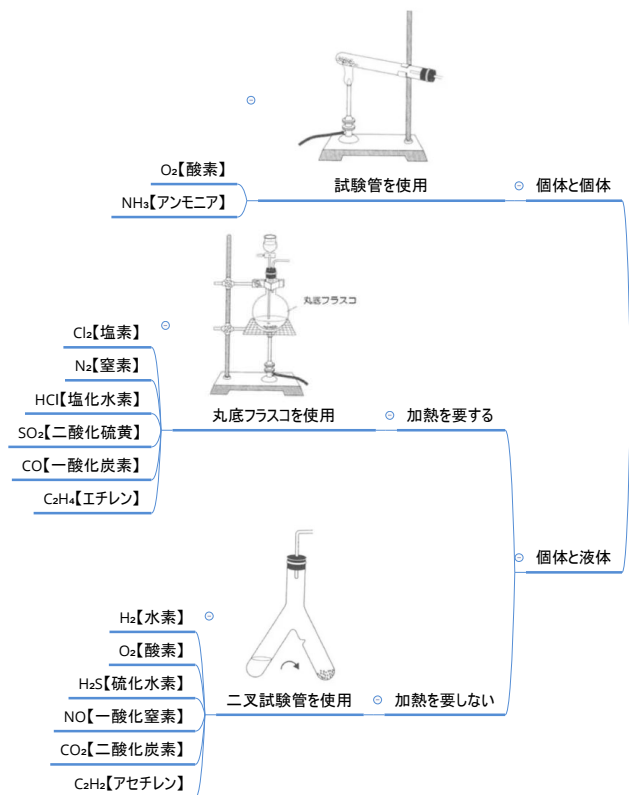 O₂【酸素】
NH₃【アンモニア】
試験管を使用
個体と個体
丸底フラスコ
Cl₂【塩素】
N₂【窒素】
HCl【塩化水素】
SO₂【二酸化硫黄】
CO【一酸化炭素】
C₂H₄【エチレン】
丸底フラスコを使用
加熱を要する
個体と液体
H₂【水素】
O₂【酸素】
H₂S【硫化水素】
NO【一酸化窒素】
CO₂【二酸化炭素】
C₂H₂【アセチレン】
二叉試験管を使用
加熱を要しない